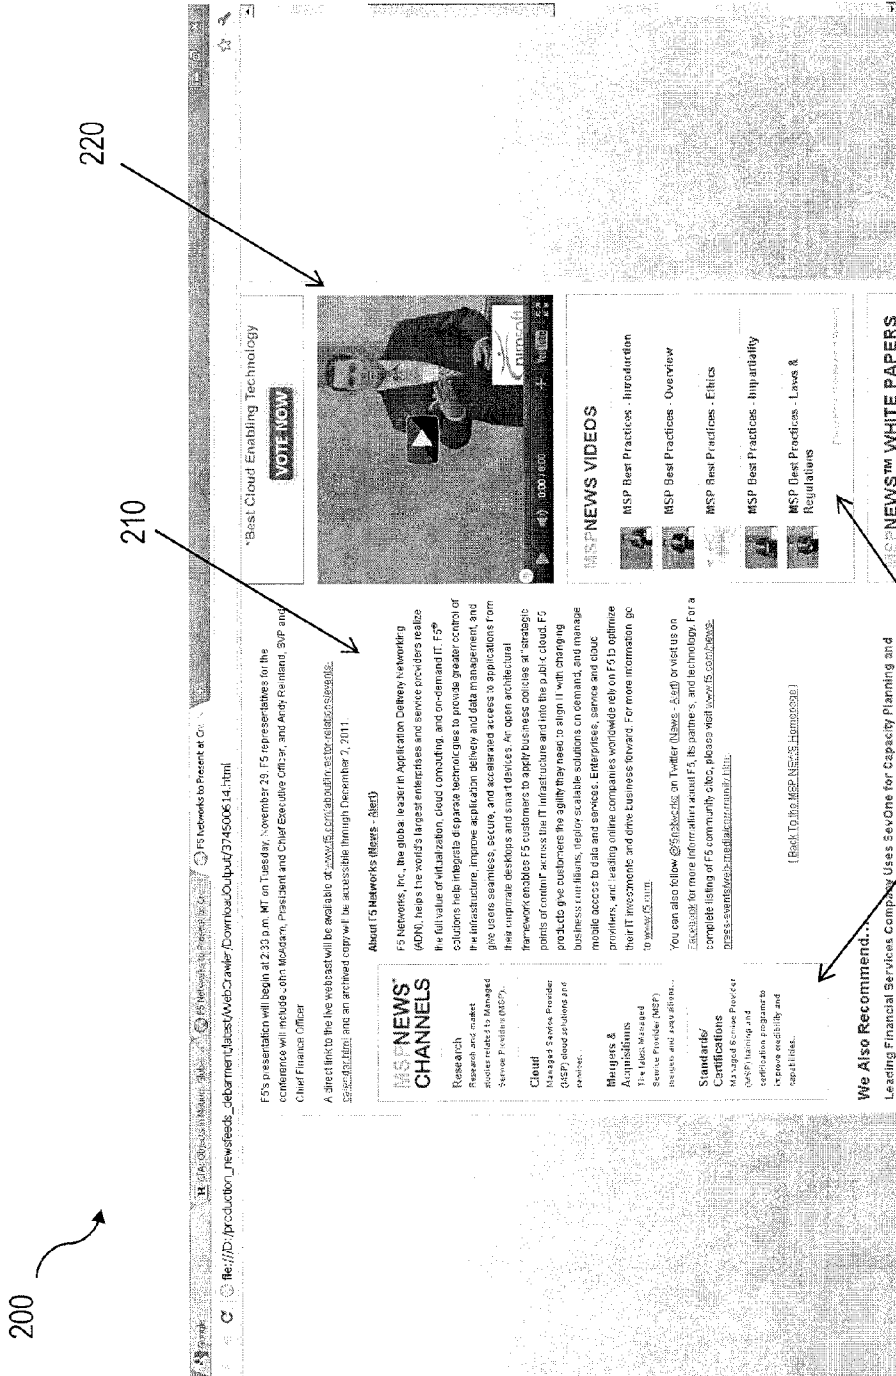 200
210
220
Google
F5 Networks to Present at
file:///D:/production_newsfeeds_debarment/latest/WebCrawler/DownloadOutput/374500614.html
F5's presentation will begin at 2:30 p.m. MT on Tuesday, November 29. F5 representatives for the
conference will include John McAdam, President and Chief Executive Officer, and Andy Reinland, SVP and
Chief Finance Officer
A direct link to the live webcast will be available at www.f5.com/about/investor-relations/events-
calendar.html and an archived copy will be accessible through December 7, 2011.
MSPNEWS
CHANNELS
Research
Research and market
studies related to Managed
Service Providers (MSP)...
Cloud
Managed Service Provider
(MSP) cloud solutions and
services.
Mergers &
Acquisitions
The latest Managed
Service Provider (MSP)
mergers and acquisitions...
Standards/
Certifications
Managed Service Provider
(MSP) training and
certification programs to
improve credibility and
capabilities..
About F5 Networks (News - Alert)
F5 Networks, Inc., the global leader in Application Delivery Networking
(ADN), helps the world's largest enterprises and service providers realize
the full value of virtualization, cloud computing, and on-demand IT. F5®
solutions help integrate disparate technologies to provide greater control of
the infrastructure, improve application delivery and data management, and
give users seamless, secure, and accelerated access to applications from
their corporate desktops and smart devices. An open architectural
framework enables F5 customers to apply business policies at "strategic
points of control" across the IT infrastructure and into the public cloud. F5
products give customers the agility they need to align IT with changing
business conditions, deploy scalable solutions on demand, and manage
mobile access to data and services. Enterprises, service and cloud
providers, and leading online companies worldwide rely on F5 to optimize
their IT investments and drive business forward. For more information, go
to www.f5.com.
You can also follow @f5networks on Twitter (News - Alert) or visit us on
Facebook for more information about F5, its partners, and technology. For a
complete listing of F5 community sites, please visit www.f5.com/news-
press-events/web-media/community.html.
[ Back To the MSP NEWS Homepage ]
"Best Cloud Enabling Technology
VOTE NOW
nimsoft
0:00 / 6:00
YouTube
MSPNEWS VIDEOS
MSP Best Practices - Introduction
MSP Best Practices - Overview
MSP Best Practices - Ethics
MSP Best Practices - Impartiality
MSP Best Practices - Laws &
Regulations
MSPNEWS™ WHITE PAPERS
We Also Recommend...
Leading Financial Services Company Uses SevOne for Capacity Planning and